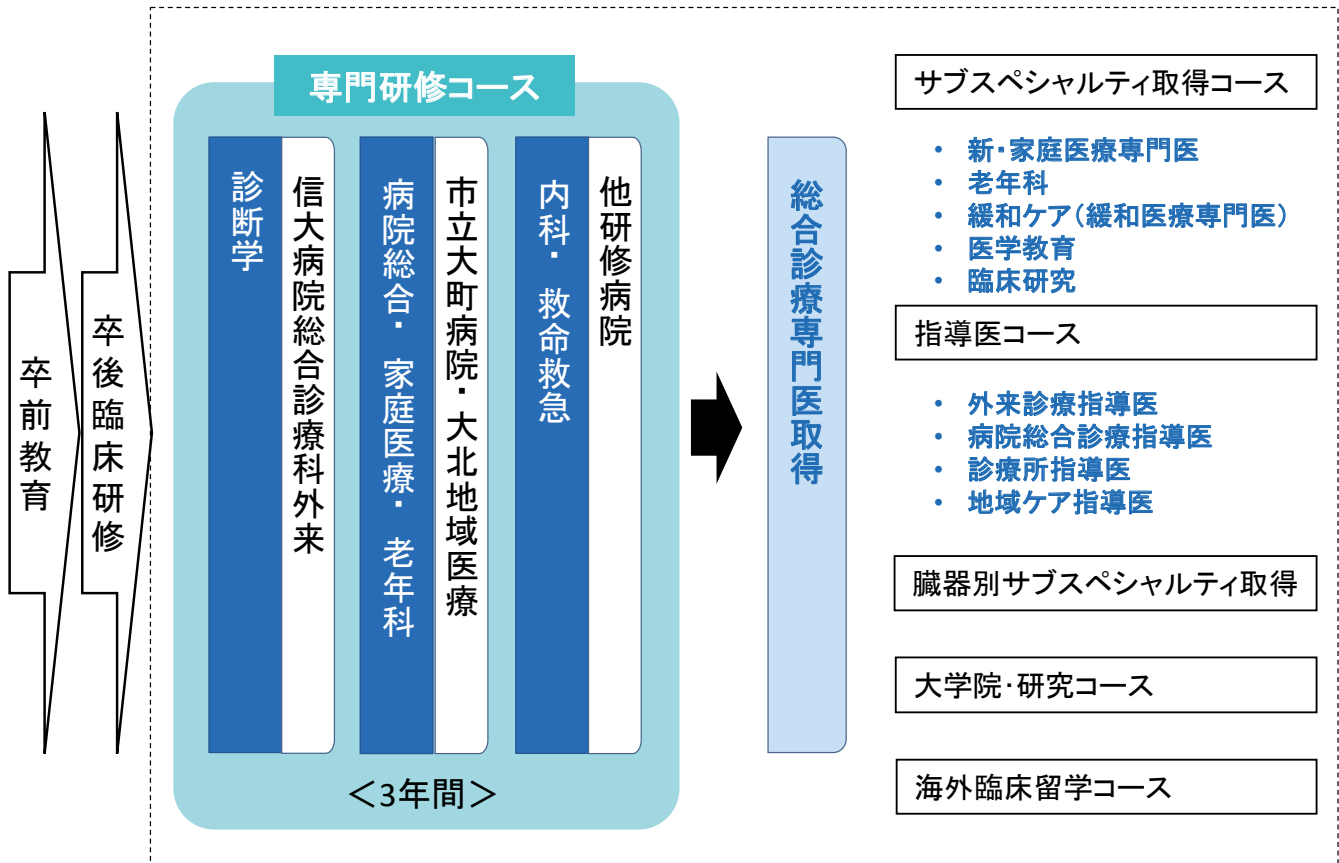 卒前教育
卒後臨床研修
専門研修コース
診断学
信大病院総合診療科外来
病院総合・家庭医療・老年科
市立大町病院・大北地域医療
内科・救命救急
他研修病院
＜3年間＞
総合診療専門医取得
サブスペシャルティ取得コース
• 新・家庭医療専門医
• 老年科
• 緩和ケア（緩和医療専門医）
• 医学教育
• 臨床研究
指導医コース
• 外来診療指導医
• 病院総合診療指導医
• 診療所指導医
• 地域ケア指導医
臓器別サブスペシャルティ取得
大学院・研究コース
海外臨床留学コース